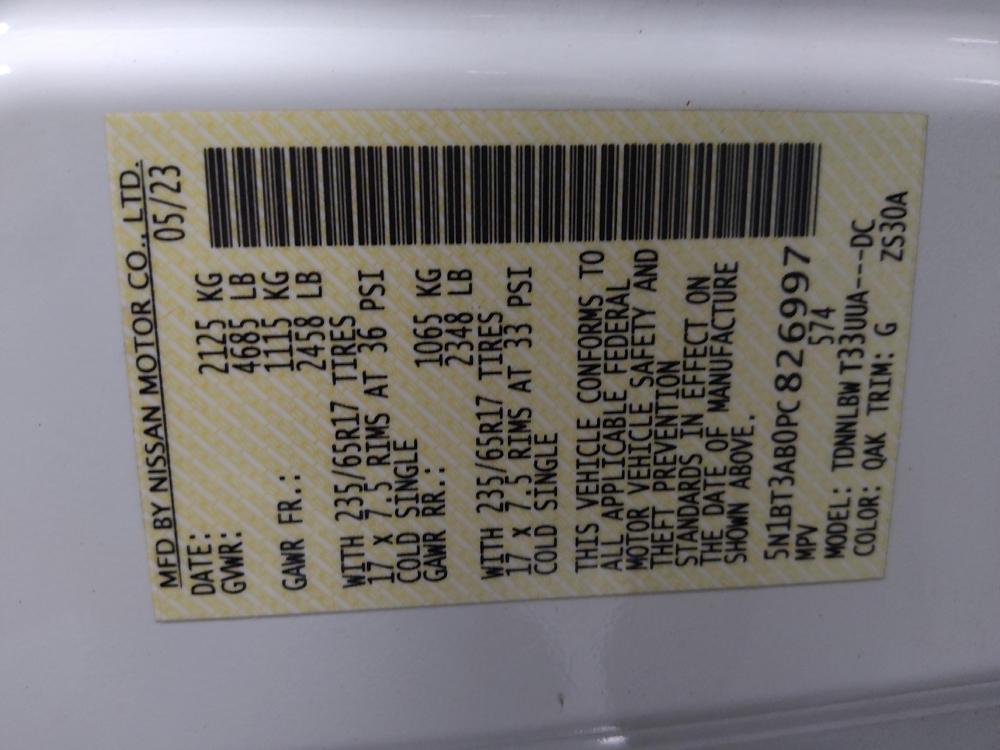 MFD BY NISSAN MOTOR CO., LTD.
DATE: 05/23
GVWR: 2125 KG
4685 LB
GAWR FR.: 1115 KG
2458 LB
WITH 235/65R17 TIRES
17 X 7.5 RIMS AT 36 PSI
COLD SINGLE
GAWR RR.: 1065 KG
2348 LB
WITH 235/65R17 TIRES
17 X 7.5 RIMS AT 33 PSI
COLD SINGLE
THIS VEHICLE CONFORMS TO
ALL APPLICABLE FEDERAL
MOTOR VEHICLE SAFETY AND
THEFT PREVENTION
STANDARDS IN EFFECT ON
THE DATE OF MANUFACTURE
SHOWN ABOVE.
5N1BT3AB0PC826997
MPV 574
MODEL: TDNNLBW T33UUA---DC
COLOR: QAK TRIM: G ZS30A